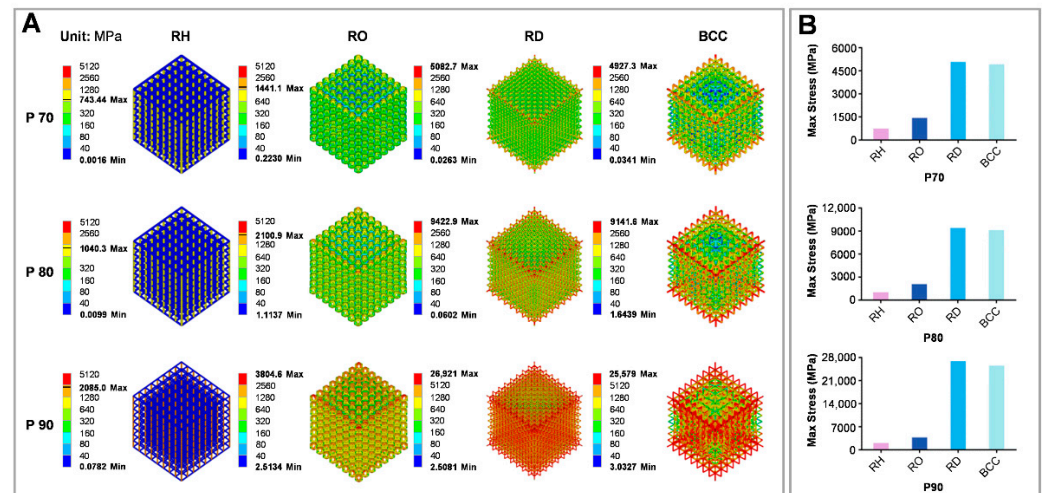 A
Unit: MPa RH RO RD BCC
P 70
5120
2560
743.44 Max
640
320
160
80
40
0.0016 Min
5120
2560
1441.1 Max
640
320
160
80
40
0.2230 Min
5082.7 Max
2560
1280
640
320
160
80
40
0.0263 Min
4927.3 Max
2560
1280
640
320
160
80
40
0.0341 Min
P 80
5120
2560
1040.3 Max
320
160
80
40
0.0099 Min
5120
2100.9 Max
1280
640
320
160
80
40
1.1137 Min
9422.9 Max
5120
2560
1280
640
320
160
80
40
0.0602 Min
9141.6 Max
5120
2560
1280
640
320
160
80
40
1.6439 Min
P 90
5120
2085.0 Max
1280
640
320
160
80
40
0.0782 Min
3804.6 Max
2560
1280
640
320
160
80
40
2.5134 Min
26,921 Max
5120
2560
1280
640
320
160
80
40
2.5081 Min
25,579 Max
5120
2560
1280
640
320
160
80
40
3.0327 Min
B
Max Stress (MPa)
6000
4500
3000
1500
0
RH RO RD BCC
P70
Max Stress (MPa)
12,000
9000
6000
3000
0
RH RO RD BCC
P80
Max Stress (MPa)
28,000
21,000
14,000
7000
0
RH RO RD BCC
P90